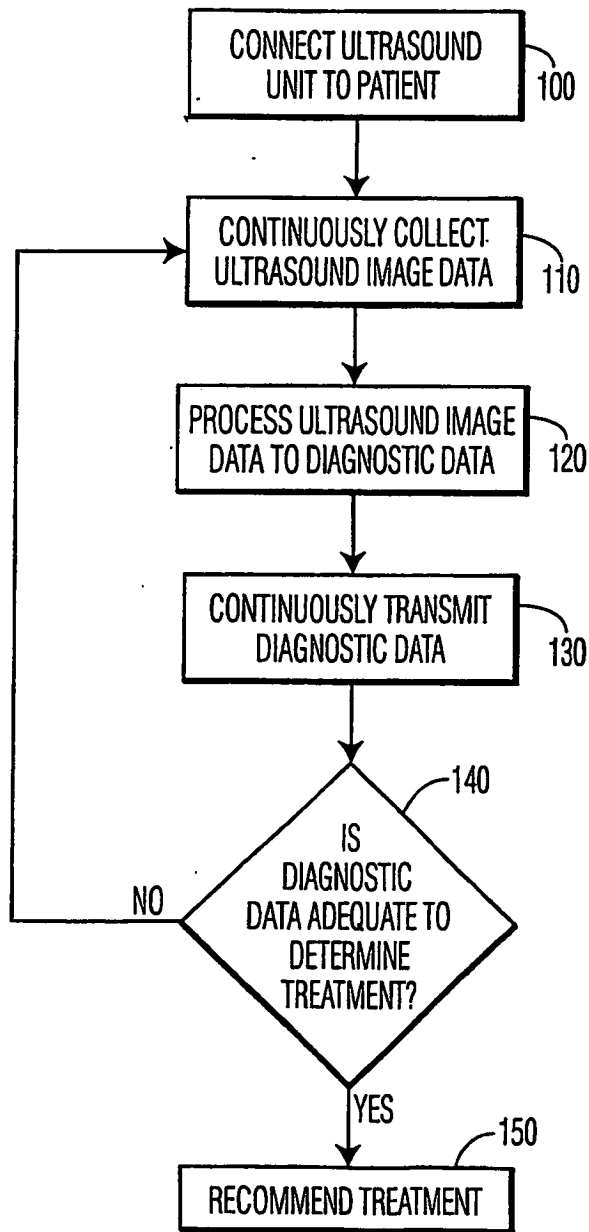 CONNECT ULTRASOUND
UNIT TO PATIENT
100
CONTINUOUSLY COLLECT
ULTRASOUND IMAGE DATA
110
PROCESS ULTRASOUND IMAGE
DATA TO DIAGNOSTIC DATA
120
CONTINUOUSLY TRANSMIT
DIAGNOSTIC DATA
130
140
IS
DIAGNOSTIC
DATA ADEQUATE TO
DETERMINE
TREATMENT?
NO
YES
150
RECOMMEND TREATMENT